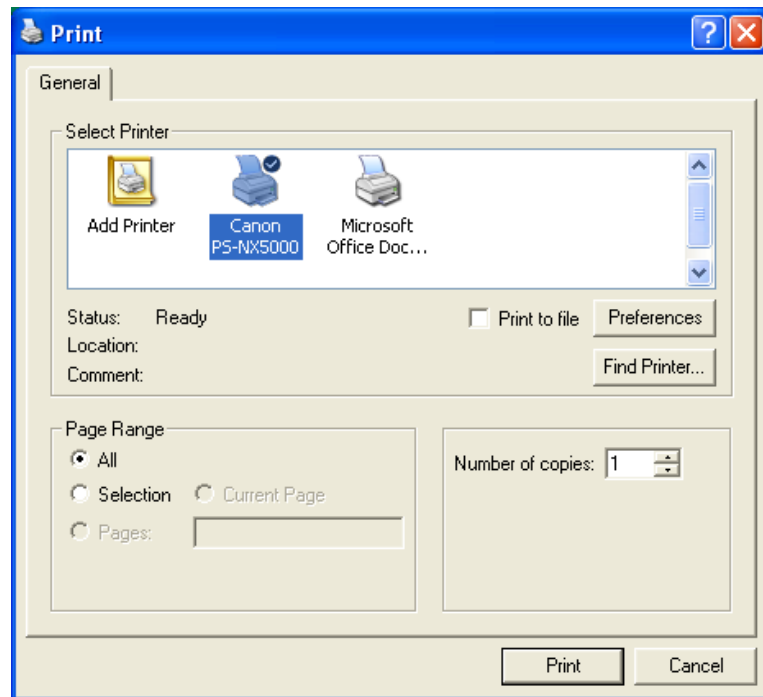 Print
General
Select Printer
Add Printer
Canon
PS-NX5000
Microsoft
Office Doc...
Status: Ready
Print to file
Preferences
Location:
Comment:
Find Printer...
Page Range
All
Selection
Current Page
Pages:
Number of copies: 1
Print
Cancel